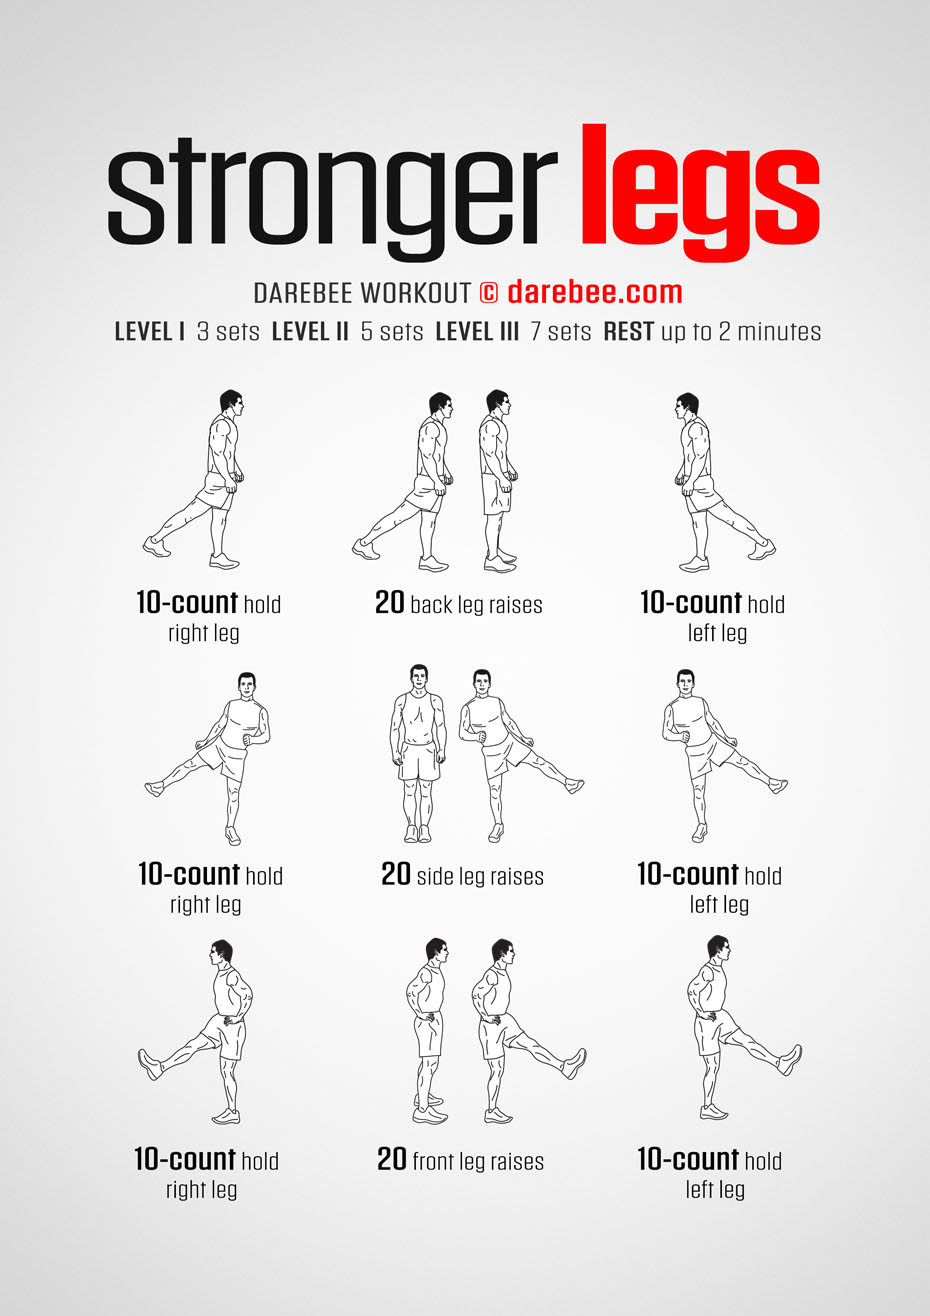 stronger legs
DAREBEE WORKOUT © darebee.com
LEVEL I 3 sets LEVEL II 5 sets LEVEL III 7 sets REST up to 2 minutes
10-count hold
right leg
20 back leg raises
10-count hold
left leg
10-count hold
right leg
20 side leg raises
10-count hold
left leg
10-count hold
right leg
20 front leg raises
10-count hold
left leg